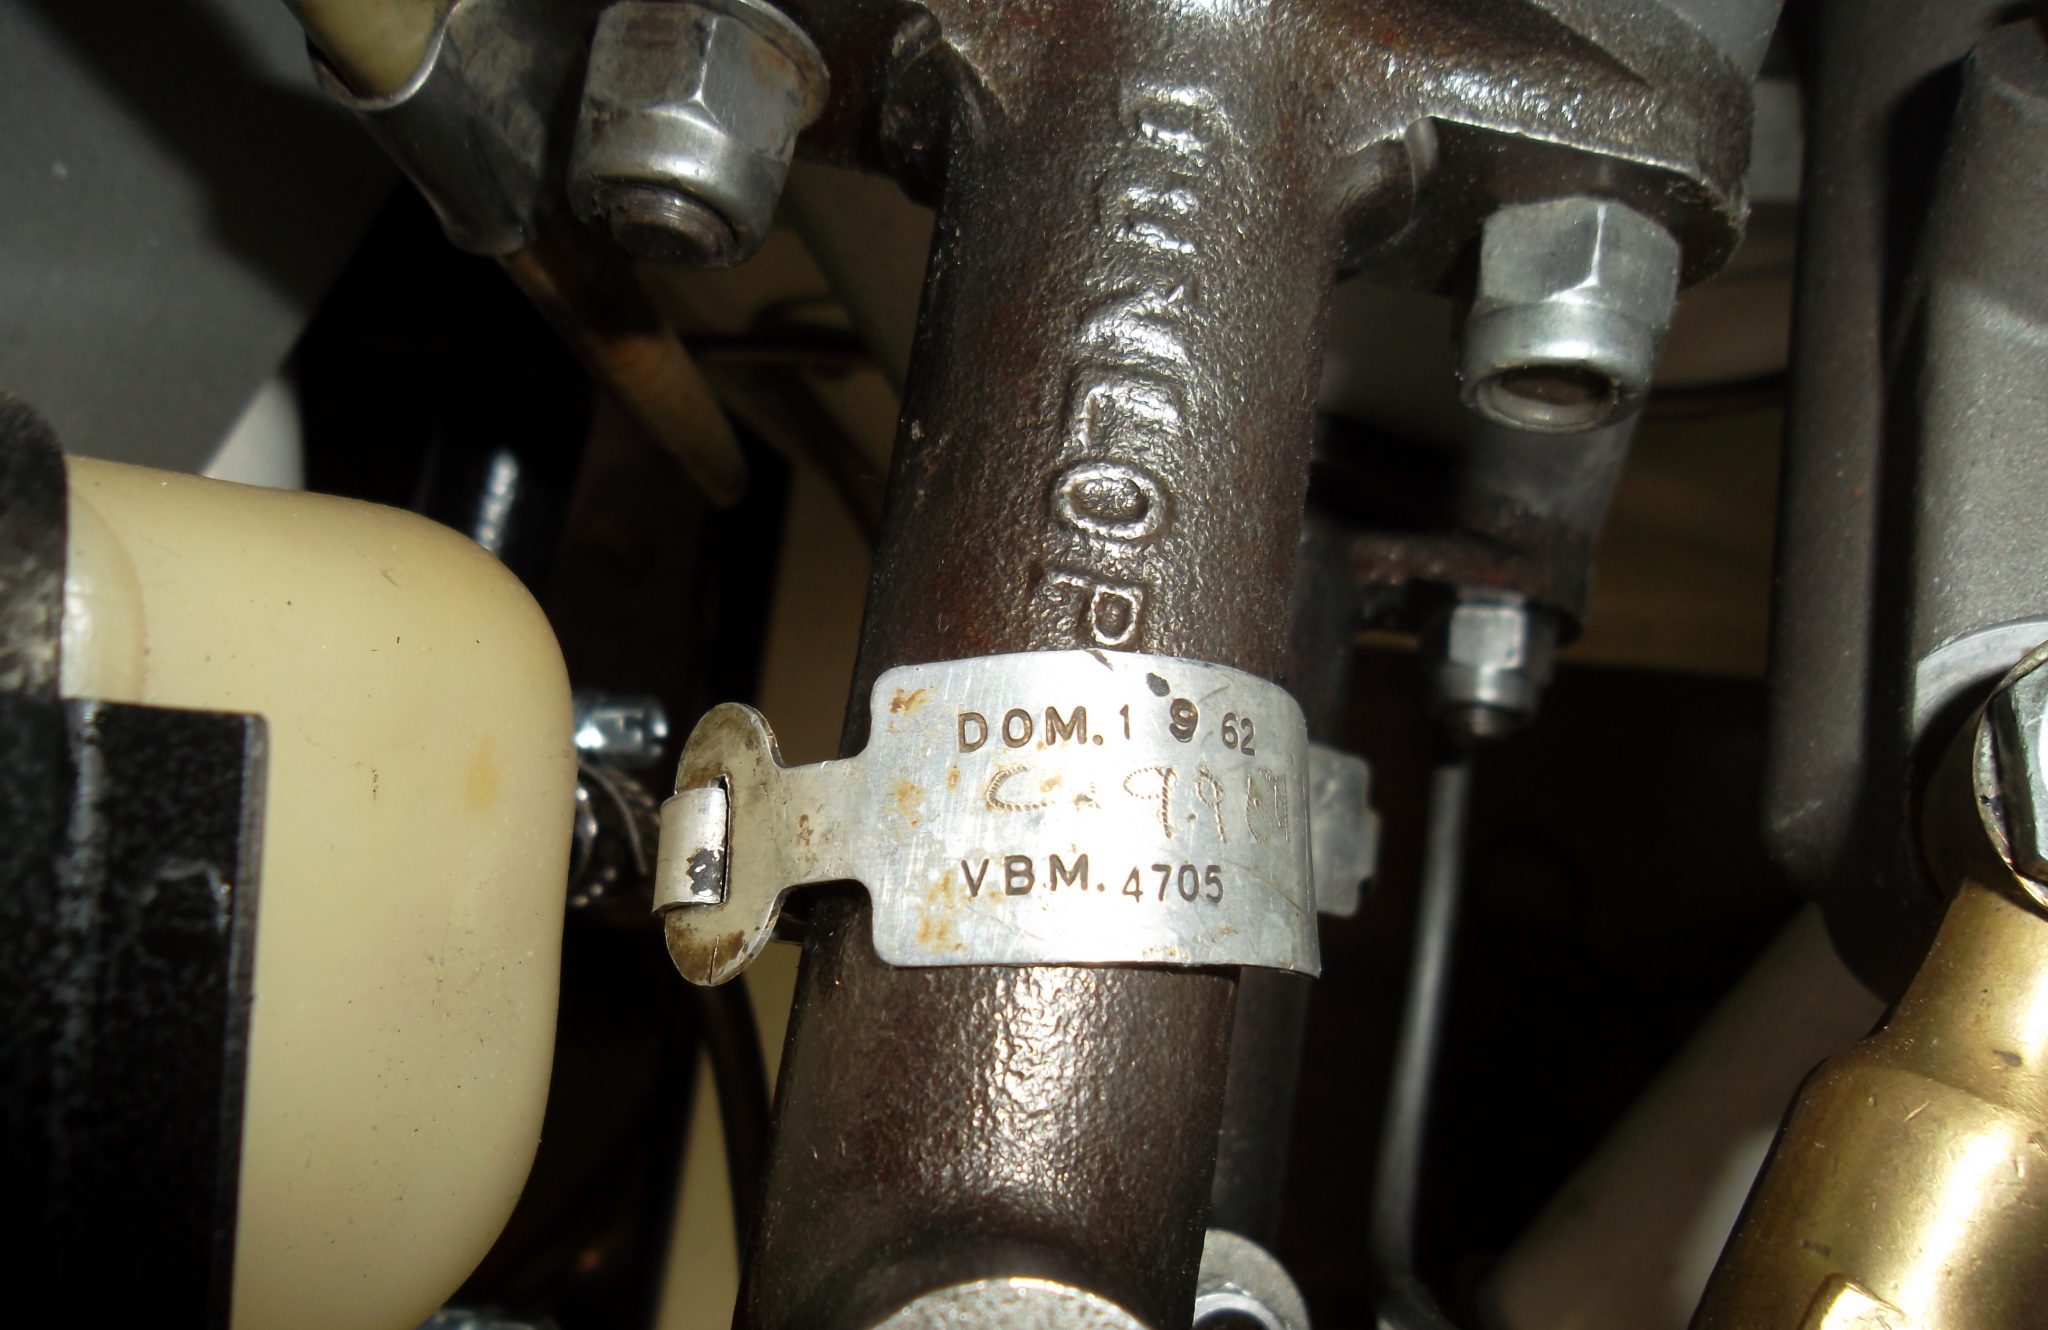 DUNLOP
DOM. 1 9 62
VBM. 4705